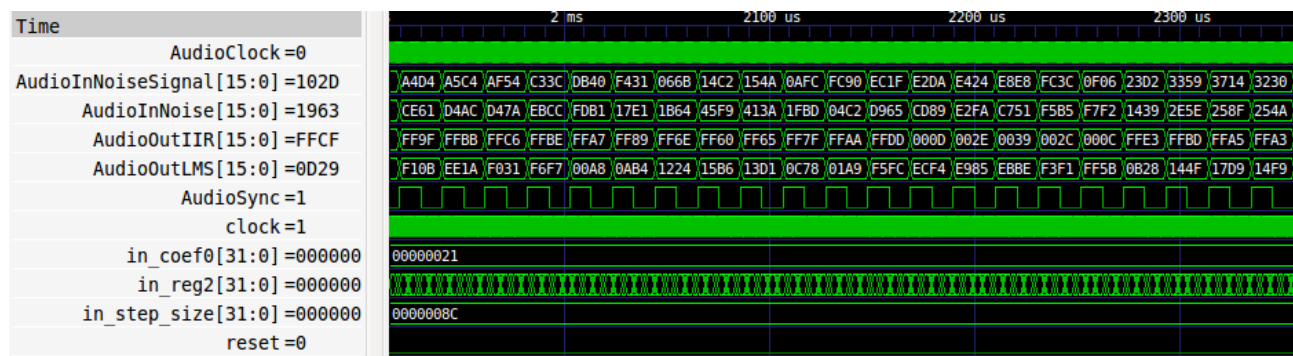 Time 2 ms 2100 us 2200 us 2300 us
AudioClock=0
AudioInNoiseSignal[15:0]=102D A4D4 A5C4 AF54 C33C DB40 F431 066B 14C2 154A 0AFC FC90 EC1F E2DA E424 E8E8 FC3C 0F06 23D2 3359 3714 3230
AudioInNoise[15:0]=1963 CE61 D4AC D47A EBCC FDB1 17E1 1B64 45F9 413A 1FBD 04C2 D965 CD89 E2FA C751 F5B5 F7F2 1439 2E5E 258F 254A
AudioOutIIR[15:0]=FFCF FF9F FFBB FFC6 FFBE FFA7 FF89 FF6E FF60 FF65 FF7F FFAA FFDD 000D 002E 0039 002C 000C FFE3 FFBD FFA5 FFA3
AudioOutLMS[15:0]=0D29 F10B EE1A F031 F6F7 00A8 0AB4 1224 15B6 13D1 0C78 01A9 F5FC ECF4 E985 EBBE F3F1 FF5B 0B28 144F 17D9 14F9
AudioSync=1
clock=1
in_coef0[31:0]=000000 00000021
in_reg2[31:0]=000000
in_step_size[31:0]=000000 0000008C
reset=0